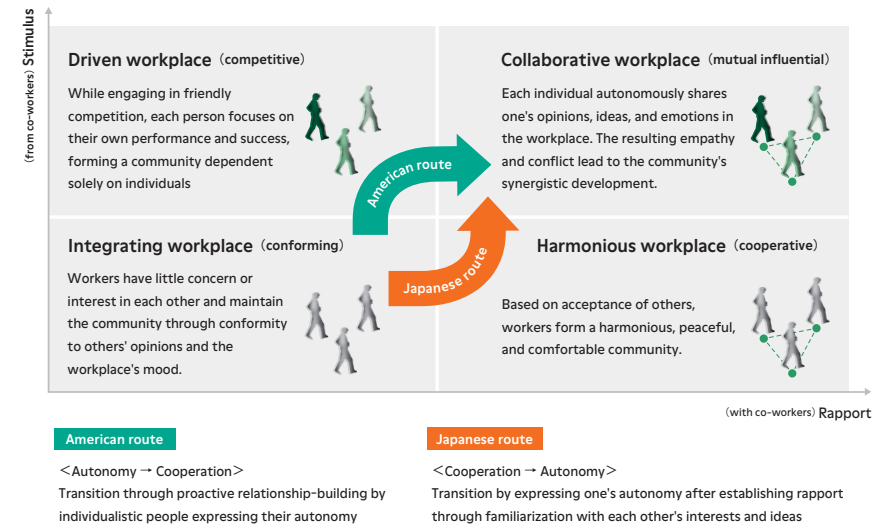 (from co-workers) Stimulus
Driven workplace (competitive)
While engaging in friendly
competition, each person focuses on
their own performance and success,
forming a community dependent
solely on individuals
Collaborative workplace (mutual influential)
Each individual autonomously shares
one's opinions, ideas, and emotions in
the workplace. The resulting empathy
and conflict lead to the community's
synergistic development.
American route
Integrating workplace (conforming)
Workers have little concern or
interest in each other and maintain
the community through conformity
to others' opinions and the
workplace's mood.
Japanese route
Harmonious workplace (cooperative)
Based on acceptance of others,
workers form a harmonious, peaceful,
and comfortable community.
(with co-workers) Rapport
American route
<Autonomy → Cooperation>
Transition through proactive relationship-building by
individualistic people expressing their autonomy
Japanese route
<Cooperation → Autonomy>
Transition by expressing one's autonomy after establishing rapport
through familiarization with each other's interests and ideas